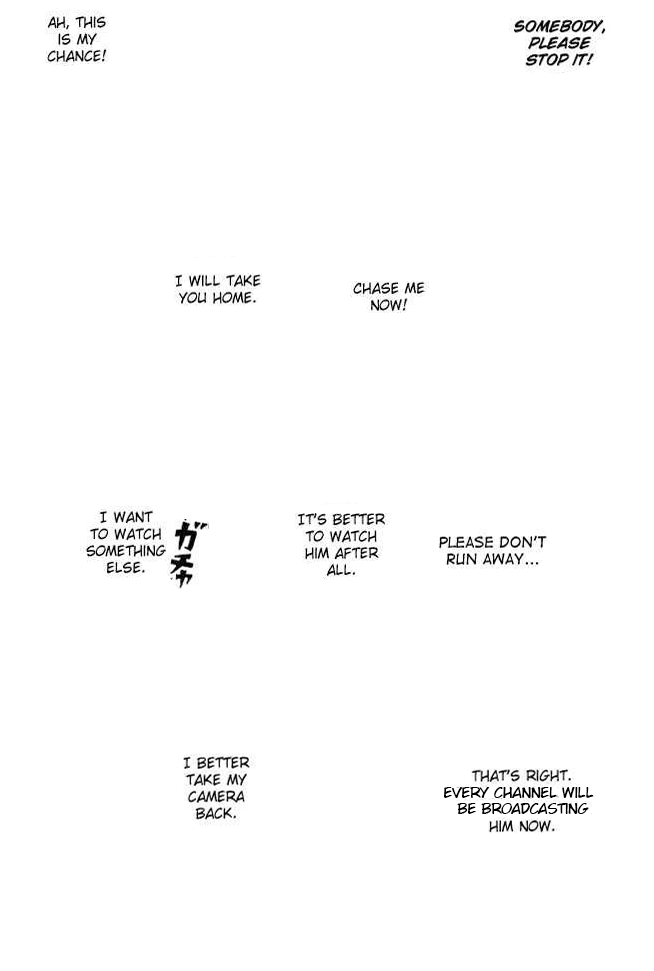 SOMEBODY,
PLEASE
STOP IT!
AH, THIS
IS MY
CHANCE!
CHASE ME
NOW!
I WILL TAKE
YOU HOME.
PLEASE DON'T
RUN AWAY...
IT'S BETTER
TO WATCH
HIM AFTER
ALL.
ガチャ
I WANT
TO WATCH
SOMETHING
ELSE.
THAT'S RIGHT.
EVERY CHANNEL WILL
BE BROADCASTING
HIM NOW.
I BETTER
TAKE MY
CAMERA
BACK.